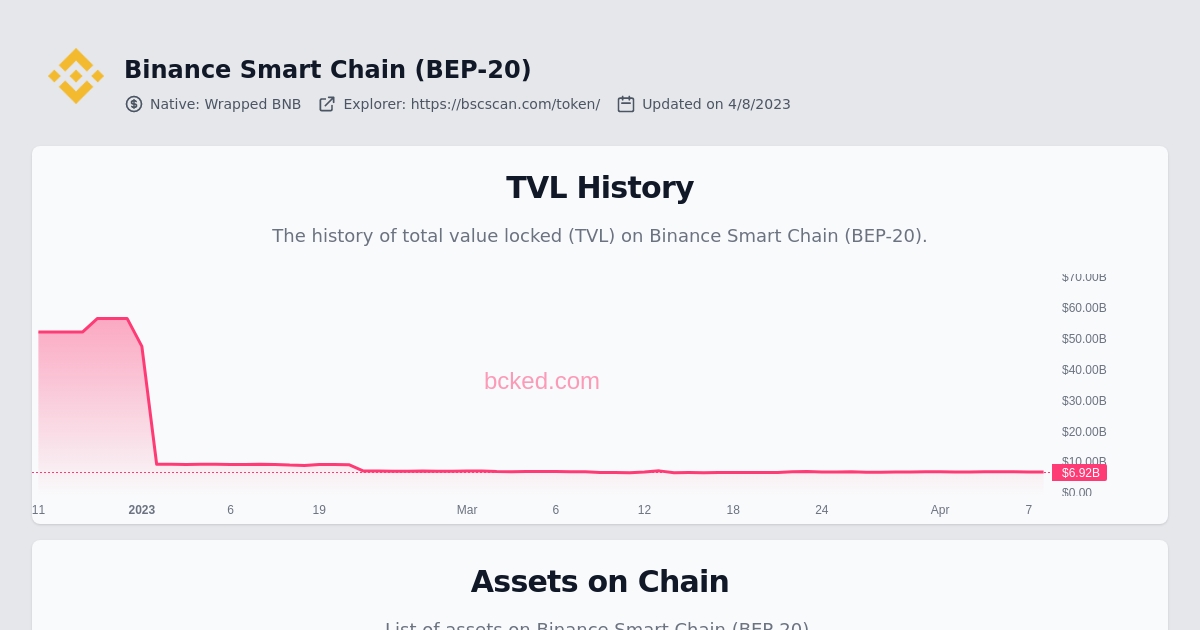 Binance Smart Chain (BEP-20)
Native: Wrapped BNB Explorer: https://bscscan.com/token/ Updated on 4/8/2023
TVL History
The history of total value locked (TVL) on Binance Smart Chain (BEP-20).
$70.00B
$60.00B
$50.00B
$40.00B
$30.00B
$20.00B
$10.00B
$6.92B
$0.00
bcked.com
11 2023 6 19 Mar 6 12 18 24 Apr 7
Assets on Chain
List of assets on Binance Smart Chain (BEP-20).